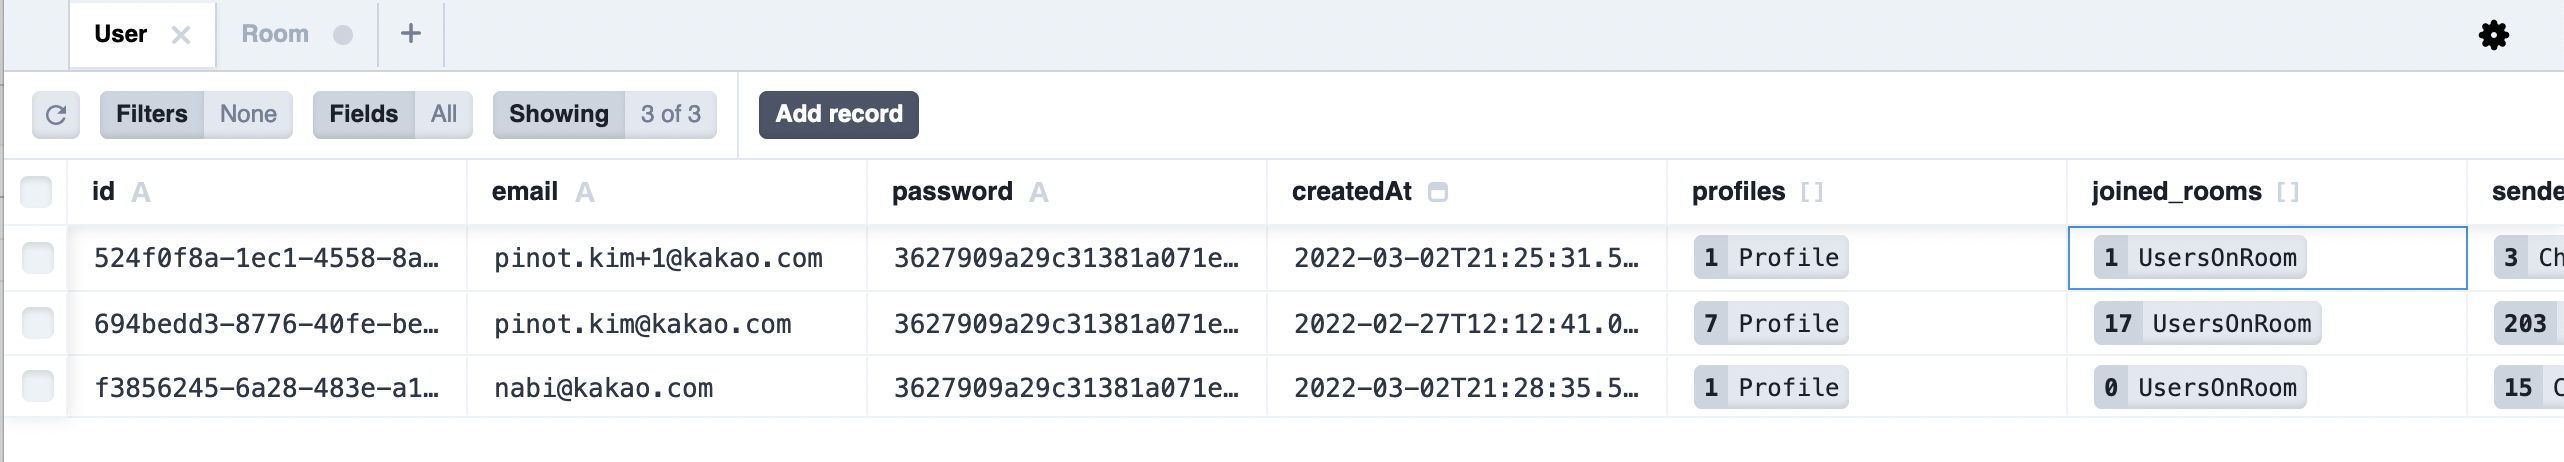 User Room +
Filters None Fields All Showing 3 of 3 Add record
id A email A password A createdAt profiles [] joined_rooms [] sende
524f0f8a-1ec1-4558-8a… pinot.kim+1@kakao.com 3627909a29c31381a071e… 2022-03-02T21:25:31.5… 1 Profile 1 UsersOnRoom 3 Ch
694bedd3-8776-40fe-be… pinot.kim@kakao.com 3627909a29c31381a071e… 2022-02-27T12:12:41.0… 7 Profile 17 UsersOnRoom 203
f3856245-6a28-483e-a1… nabi@kakao.com 3627909a29c31381a071e… 2022-03-02T21:28:35.5… 1 Profile 0 UsersOnRoom 15 C